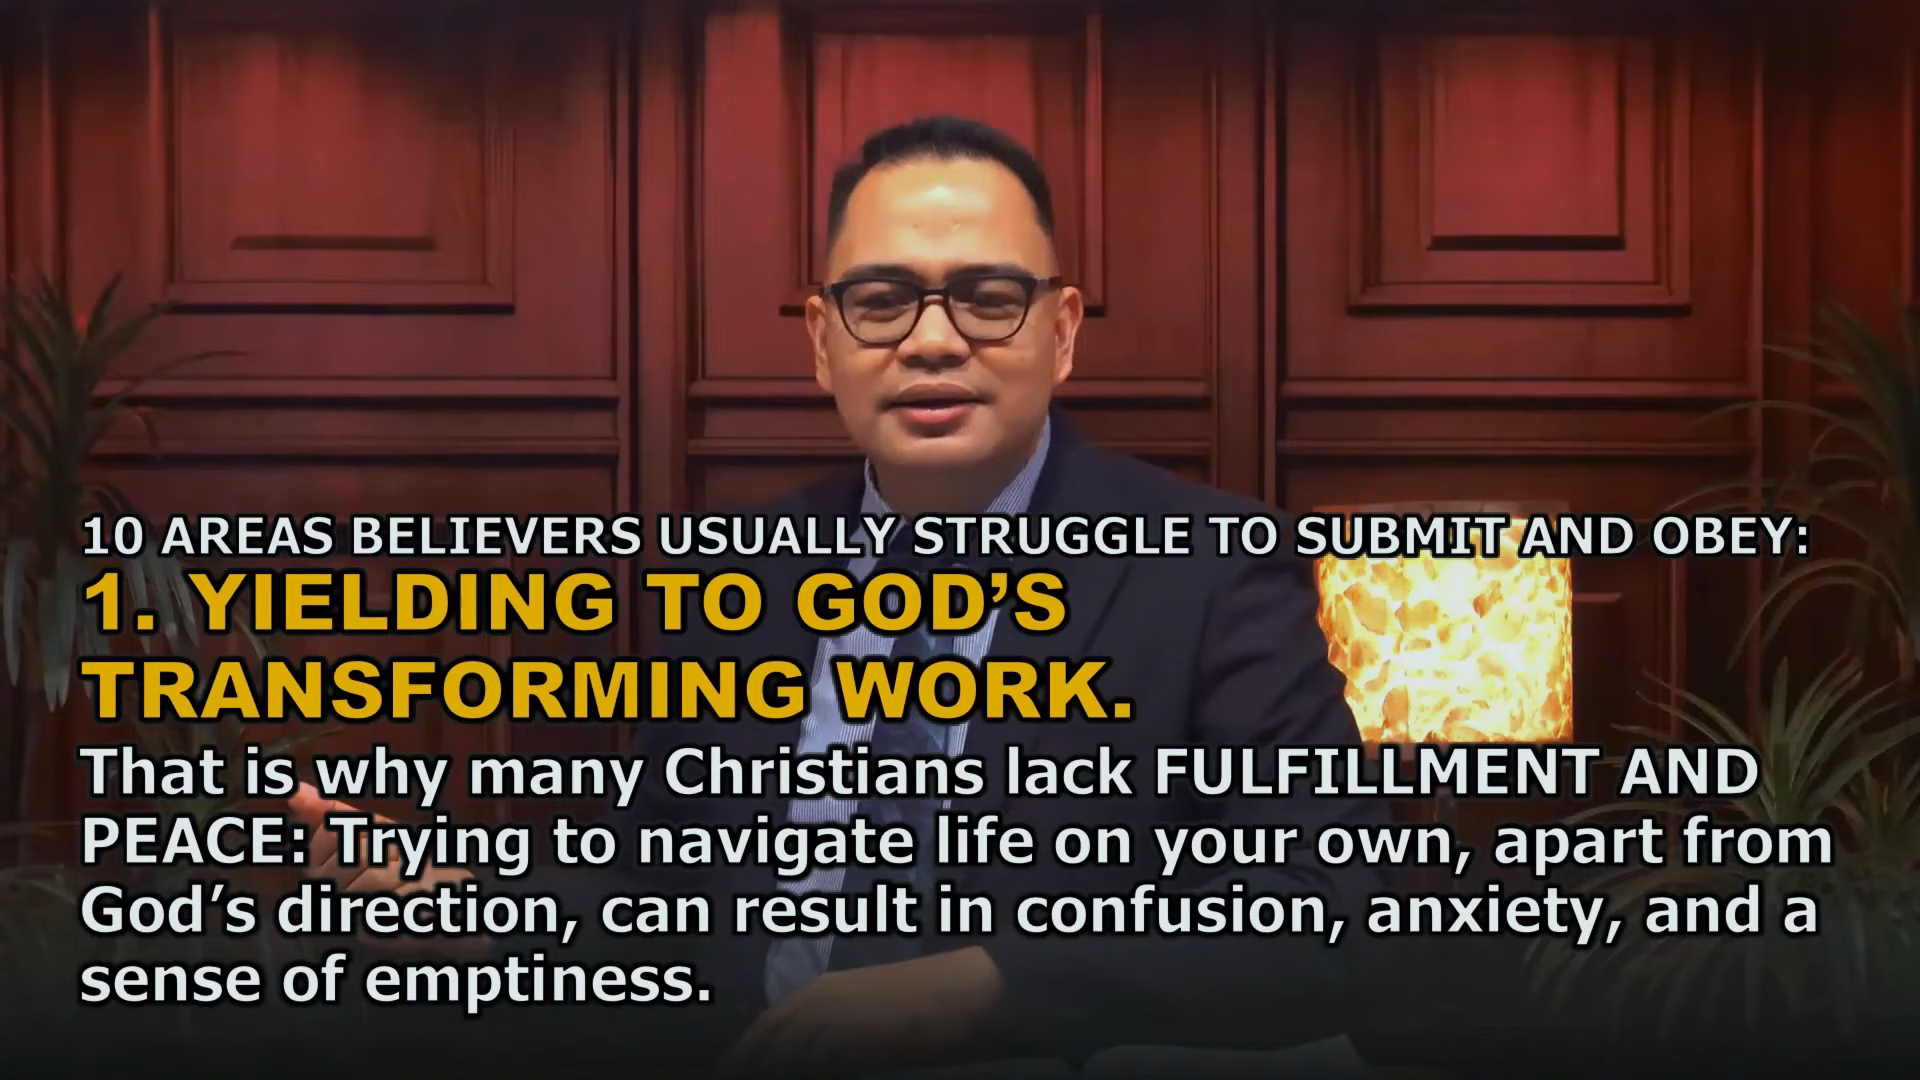 10 AREAS BELIEVERS USUALLY STRUGGLE TO SUBMIT AND OBEY:
1. YIELDING TO GOD’S
TRANSFORMING WORK.
That is why many Christians lack FULFILLMENT AND
PEACE: Trying to navigate life on your own, apart from
God’s direction, can result in confusion, anxiety, and a
sense of emptiness.